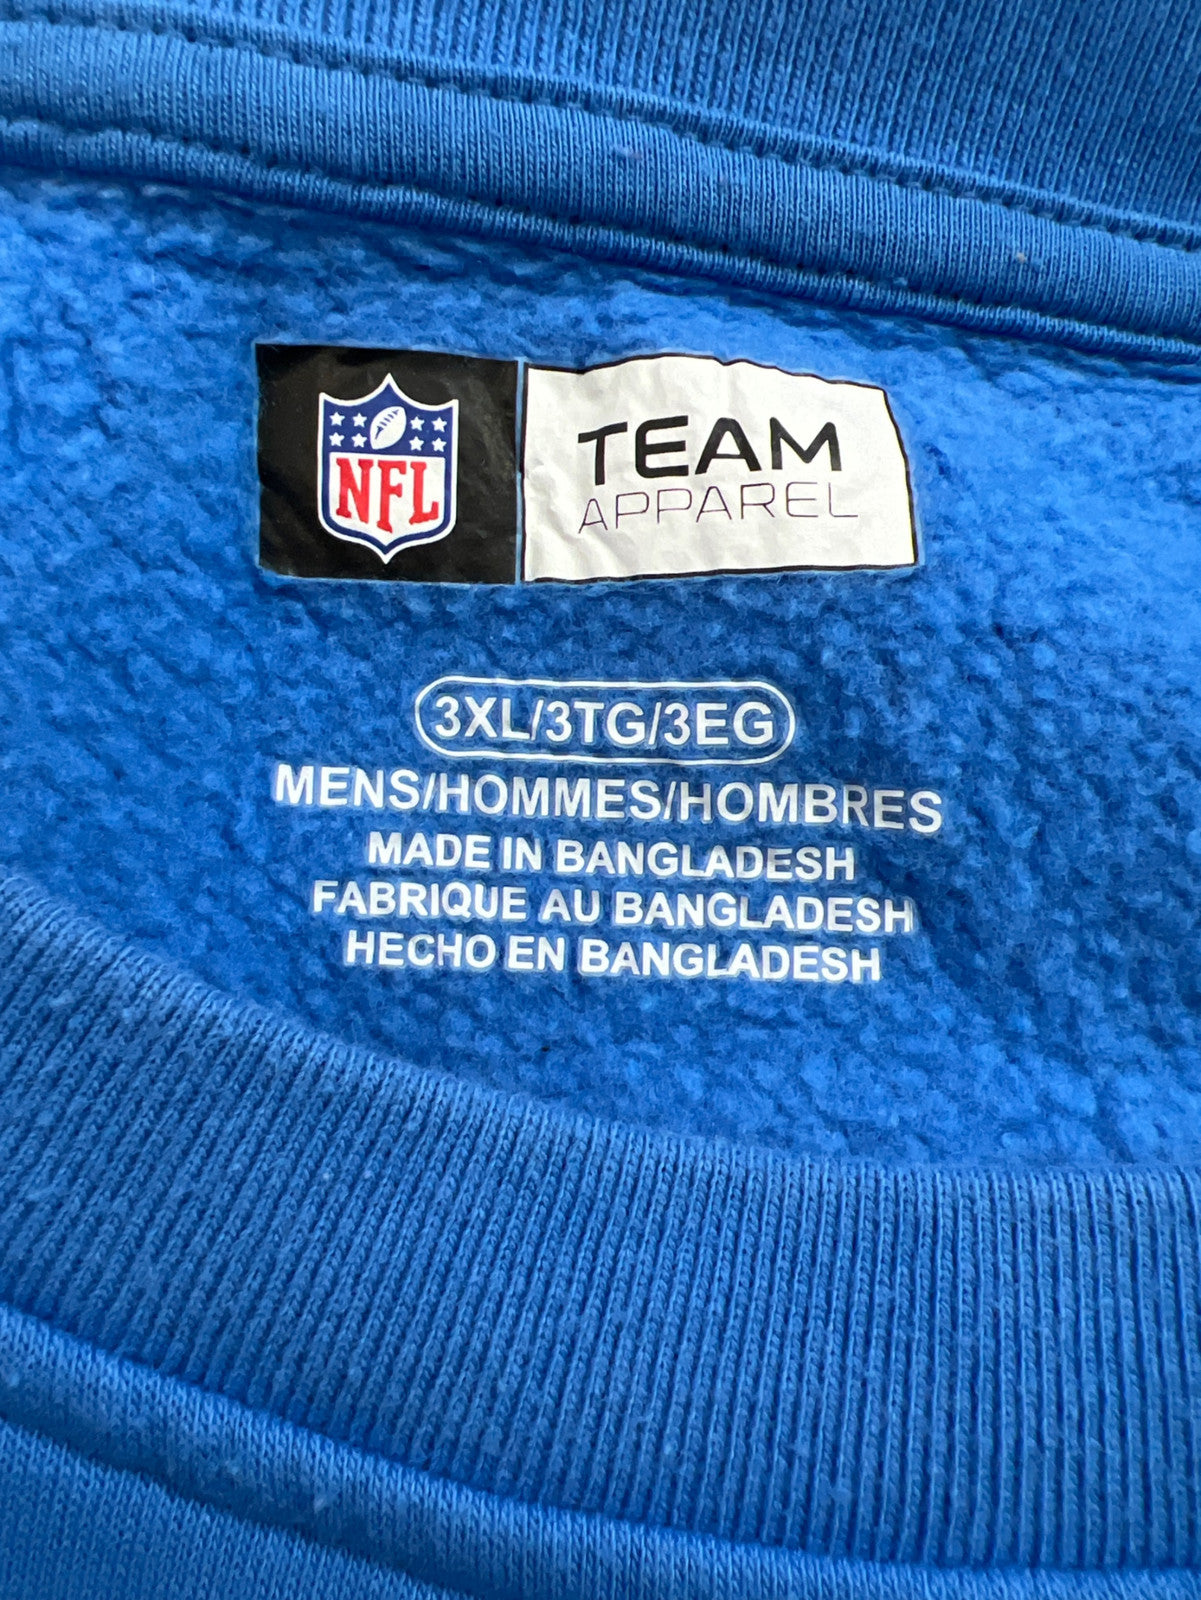 NFL
TEAM
APPAREL
3XL/3TG/3EG
MENS/HOMMES/HOMBRES
MADE IN BANGLADESH
FABRIQUE AU BANGLADESH
HECHO EN BANGLADESH